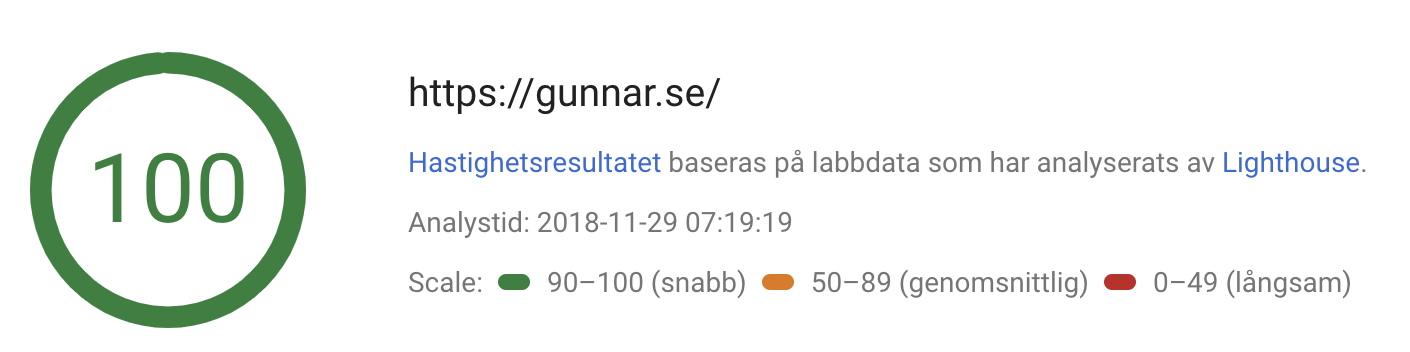 100
https://gunnar.se/
Hastighetsresultatet baseras på labbdata som har analyserats av Lighthouse.
Analystid: 2018-11-29 07:19:19
Scale: 90–100 (snabb) 50–89 (genomsnittlig) 0–49 (långsam)